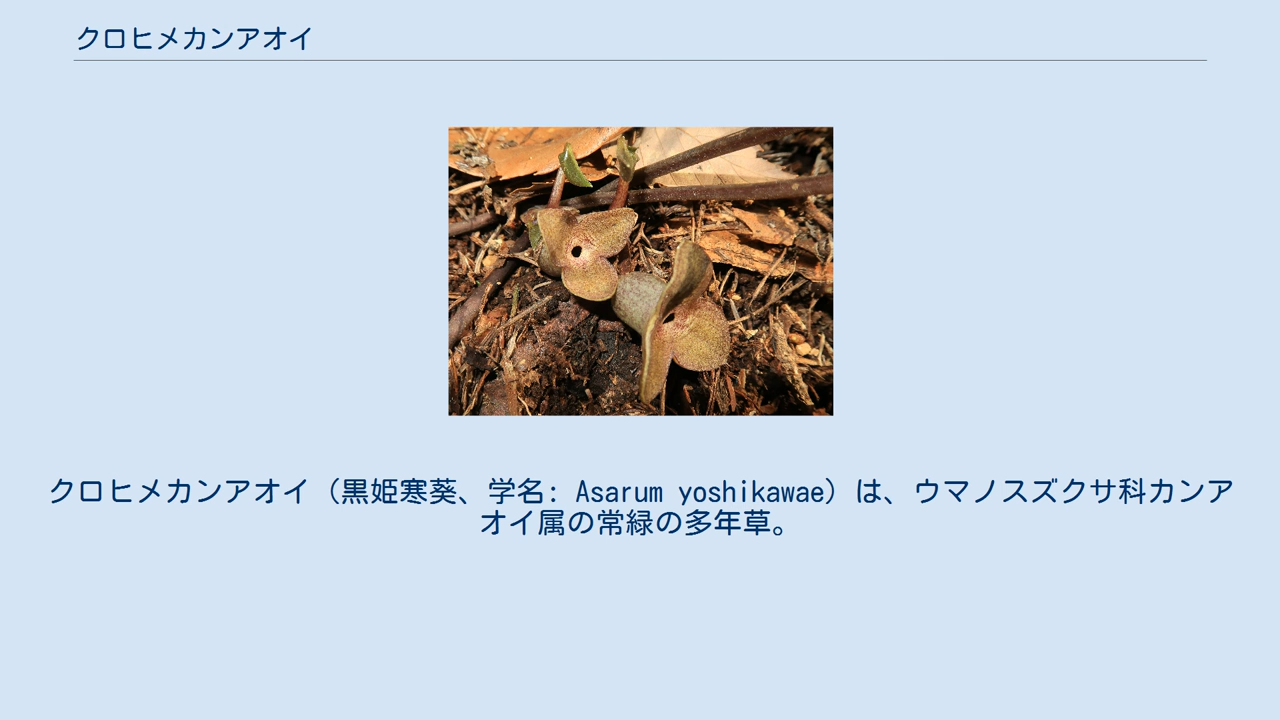 クロヒメカンアオイ
クロヒメカンアオイ（黒姫寒葵、学名: Asarum yoshikawae）は、ウマノスズクサ科カンア
オイ属の常緑の多年草。